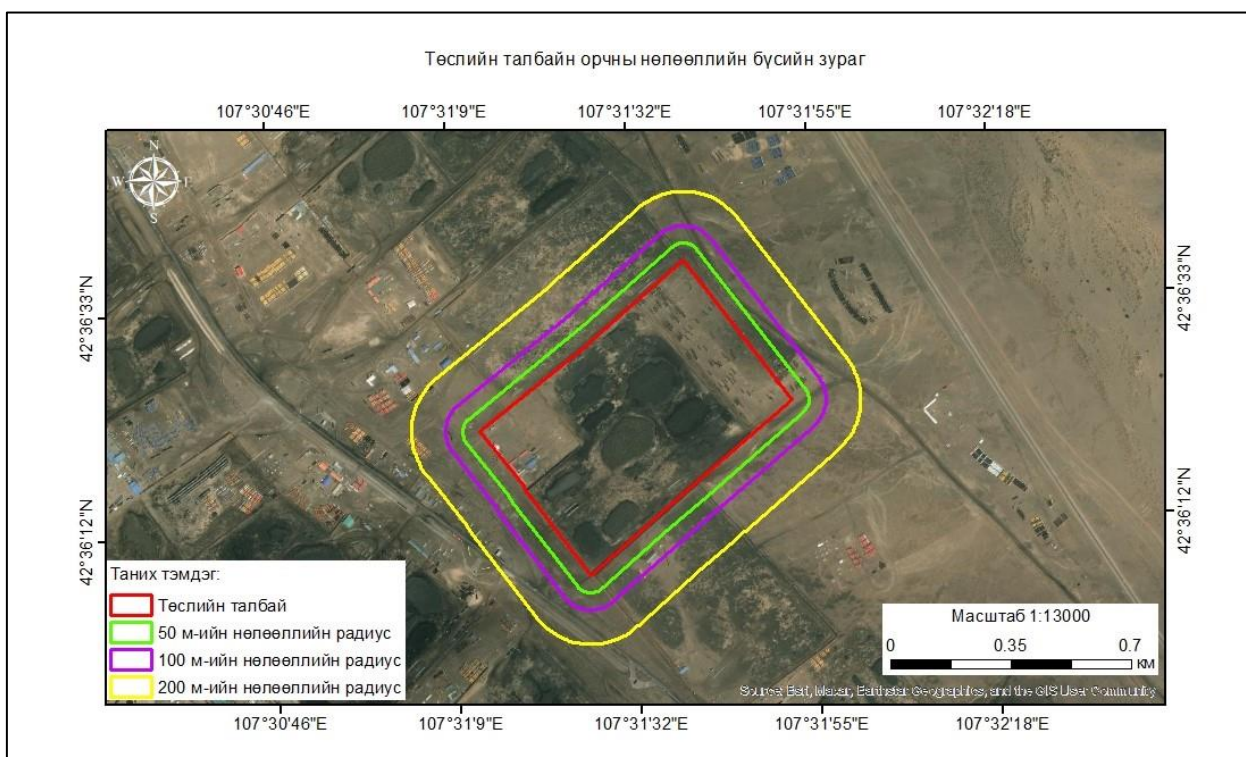 Төслийн талбайн орчны нөлөөллийн бүсийн зураг
107°30'46"E 107°31'9"E 107°31'32"E 107°31'55"E 107°32'18"E
N
W E
S
42°36'33"N 42°36'33"N
42°36'12"N 42°36'12"N
Таних тэмдэг:
Төслийн талбай
50 м-ийн нөлөөллийн радиус
100 м-ийн нөлөөллийн радиус
200 м-ийн нөлөөллийн радиус
Масштаб 1:13000
0 0.35 0.7
КМ
Source: Esri, Maxar, Earthstar Geographics, and the GIS User Community
107°30'46"E 107°31'9"E 107°31'32"E 107°31'55"E 107°32'18"E